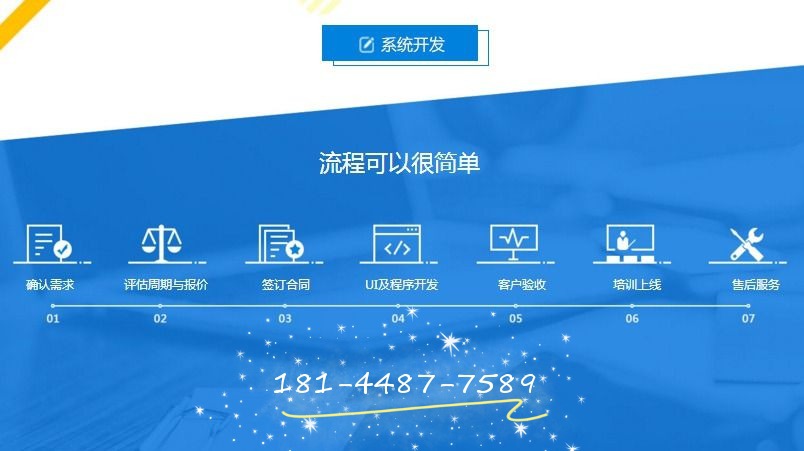 系统开发
流程可以很简单
确认需求 评估周期与报价 签订合同 UI及程序开发 客户验收 培训上线 售后服务
01 02 03 04 05 06 07
181-4487-7589